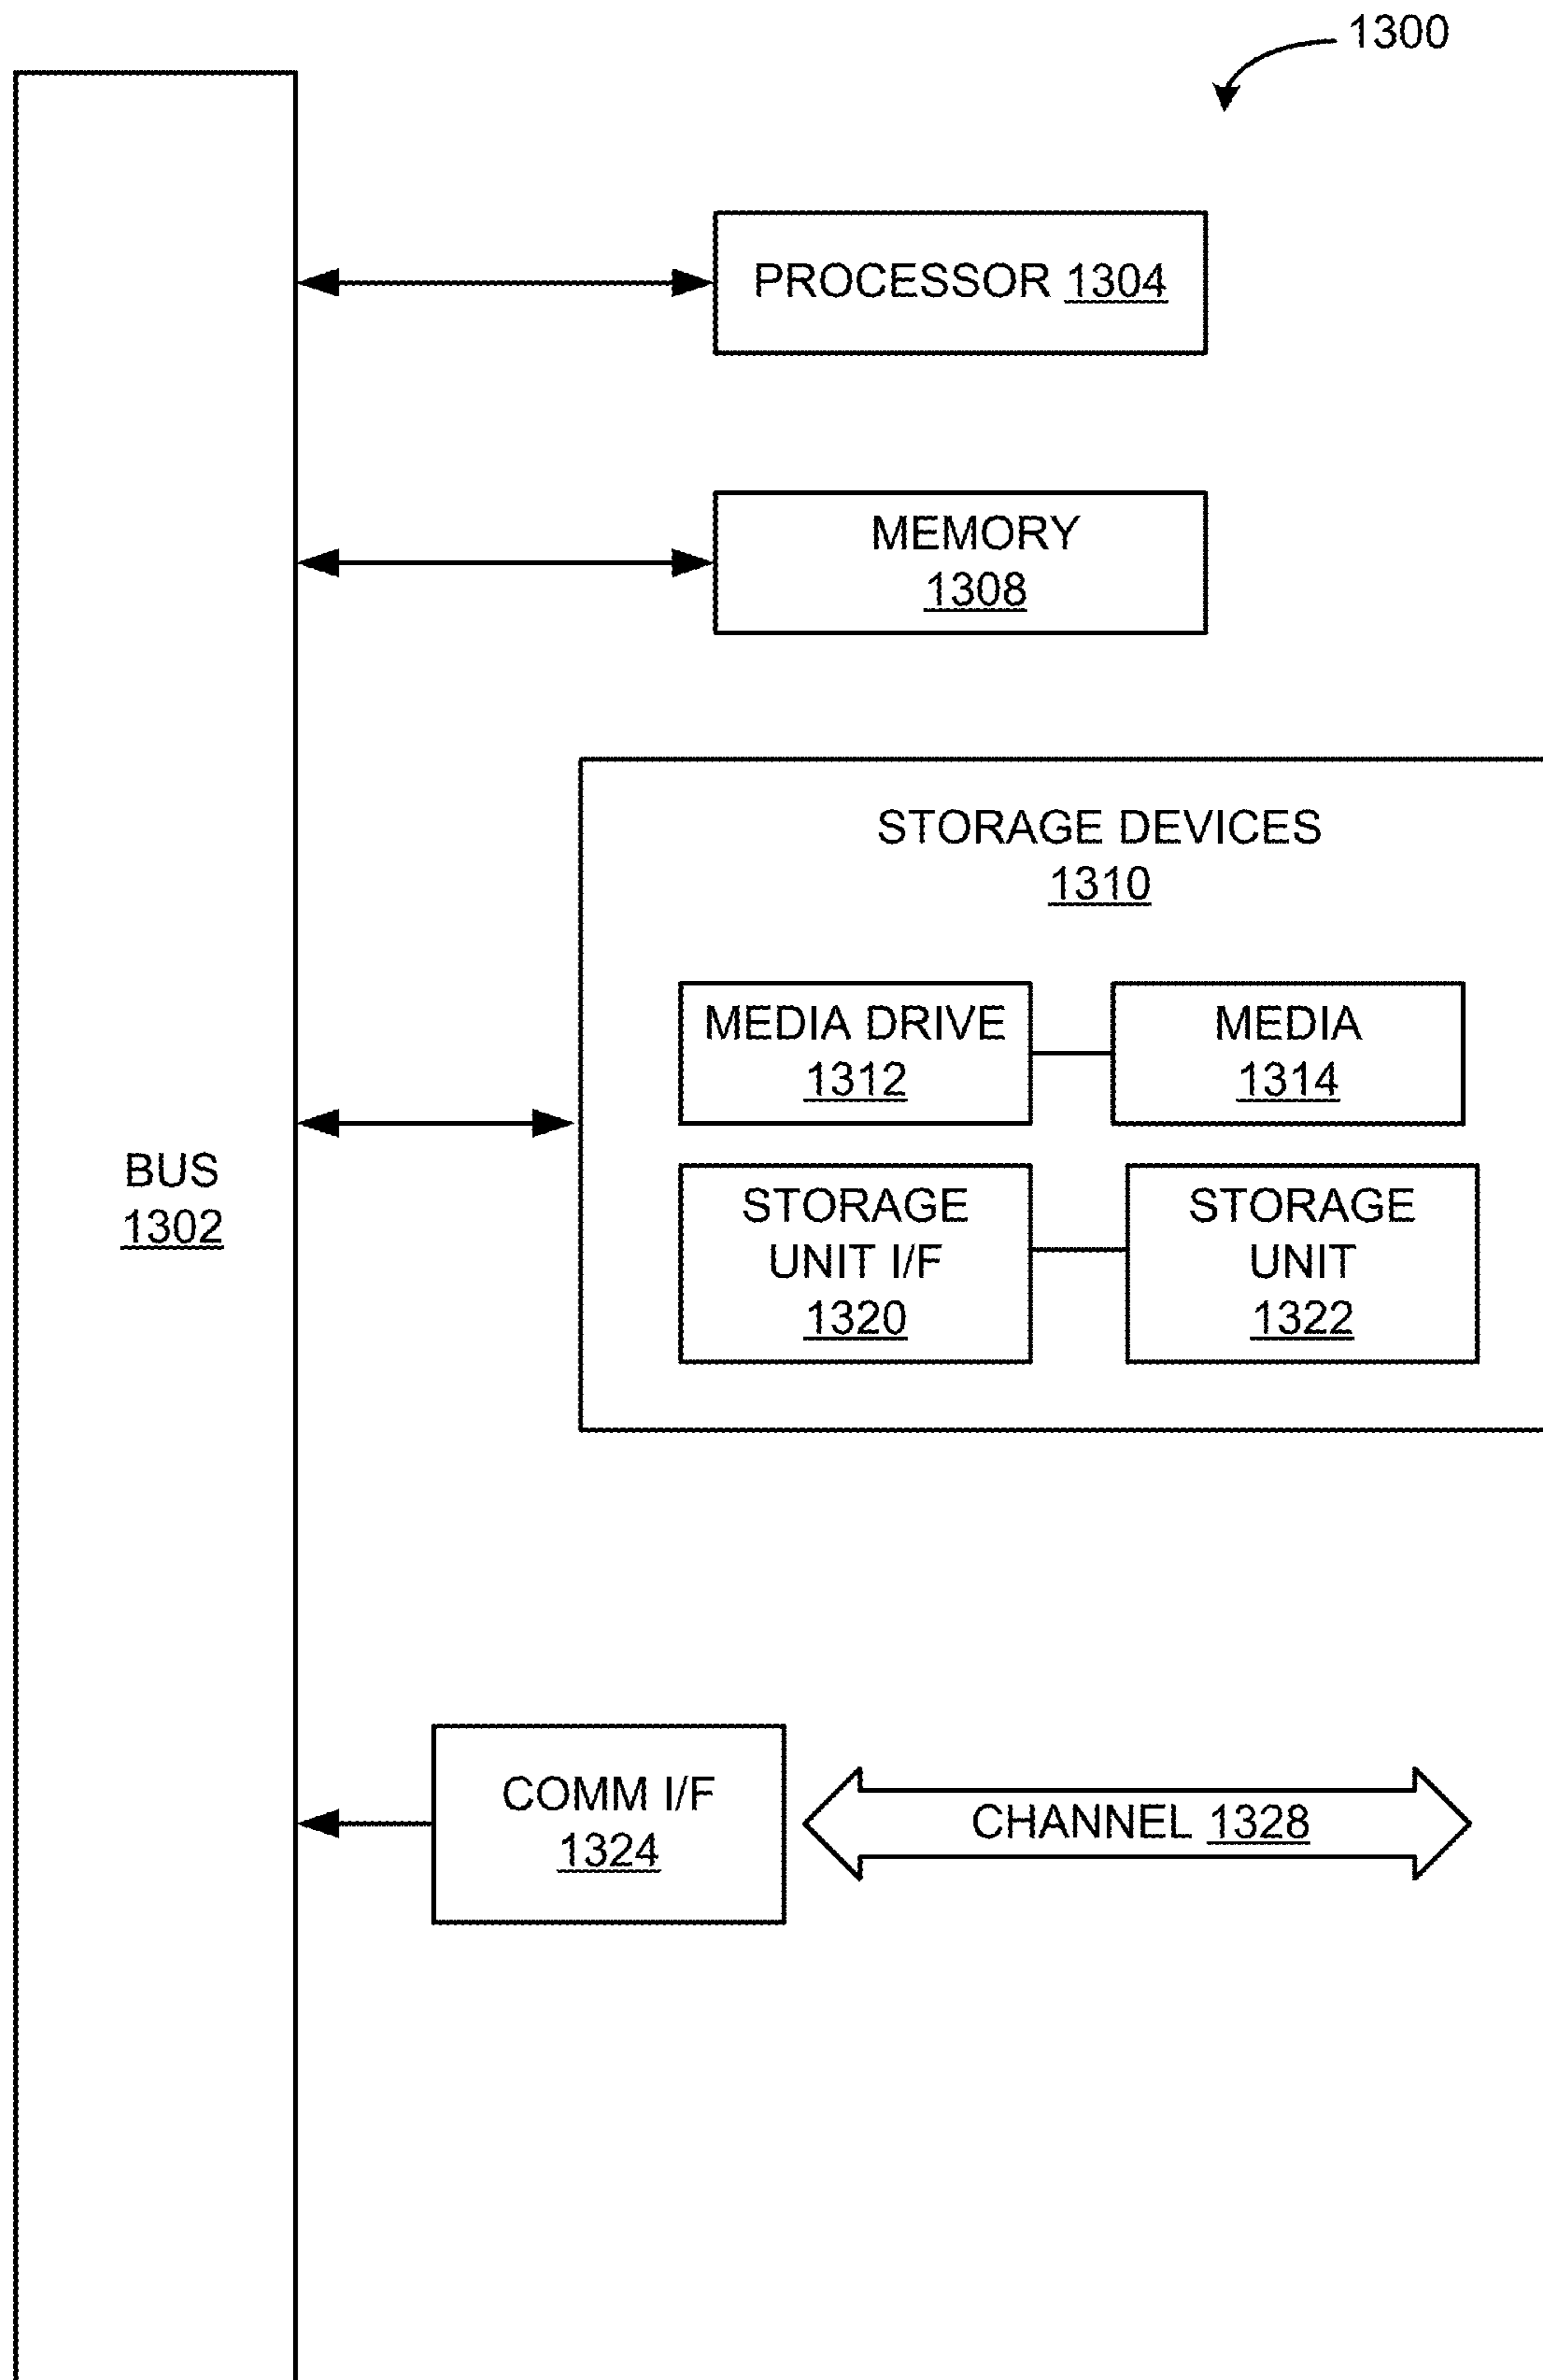 1300
PROCESSOR 1304
MEMORY
1308
STORAGE DEVICES
1310
MEDIA DRIVE
1312
MEDIA
1314
BUS
1302
STORAGE
UNIT I/F
1320
STORAGE
UNIT
1322
COMM I/F
1324
CHANNEL 1328